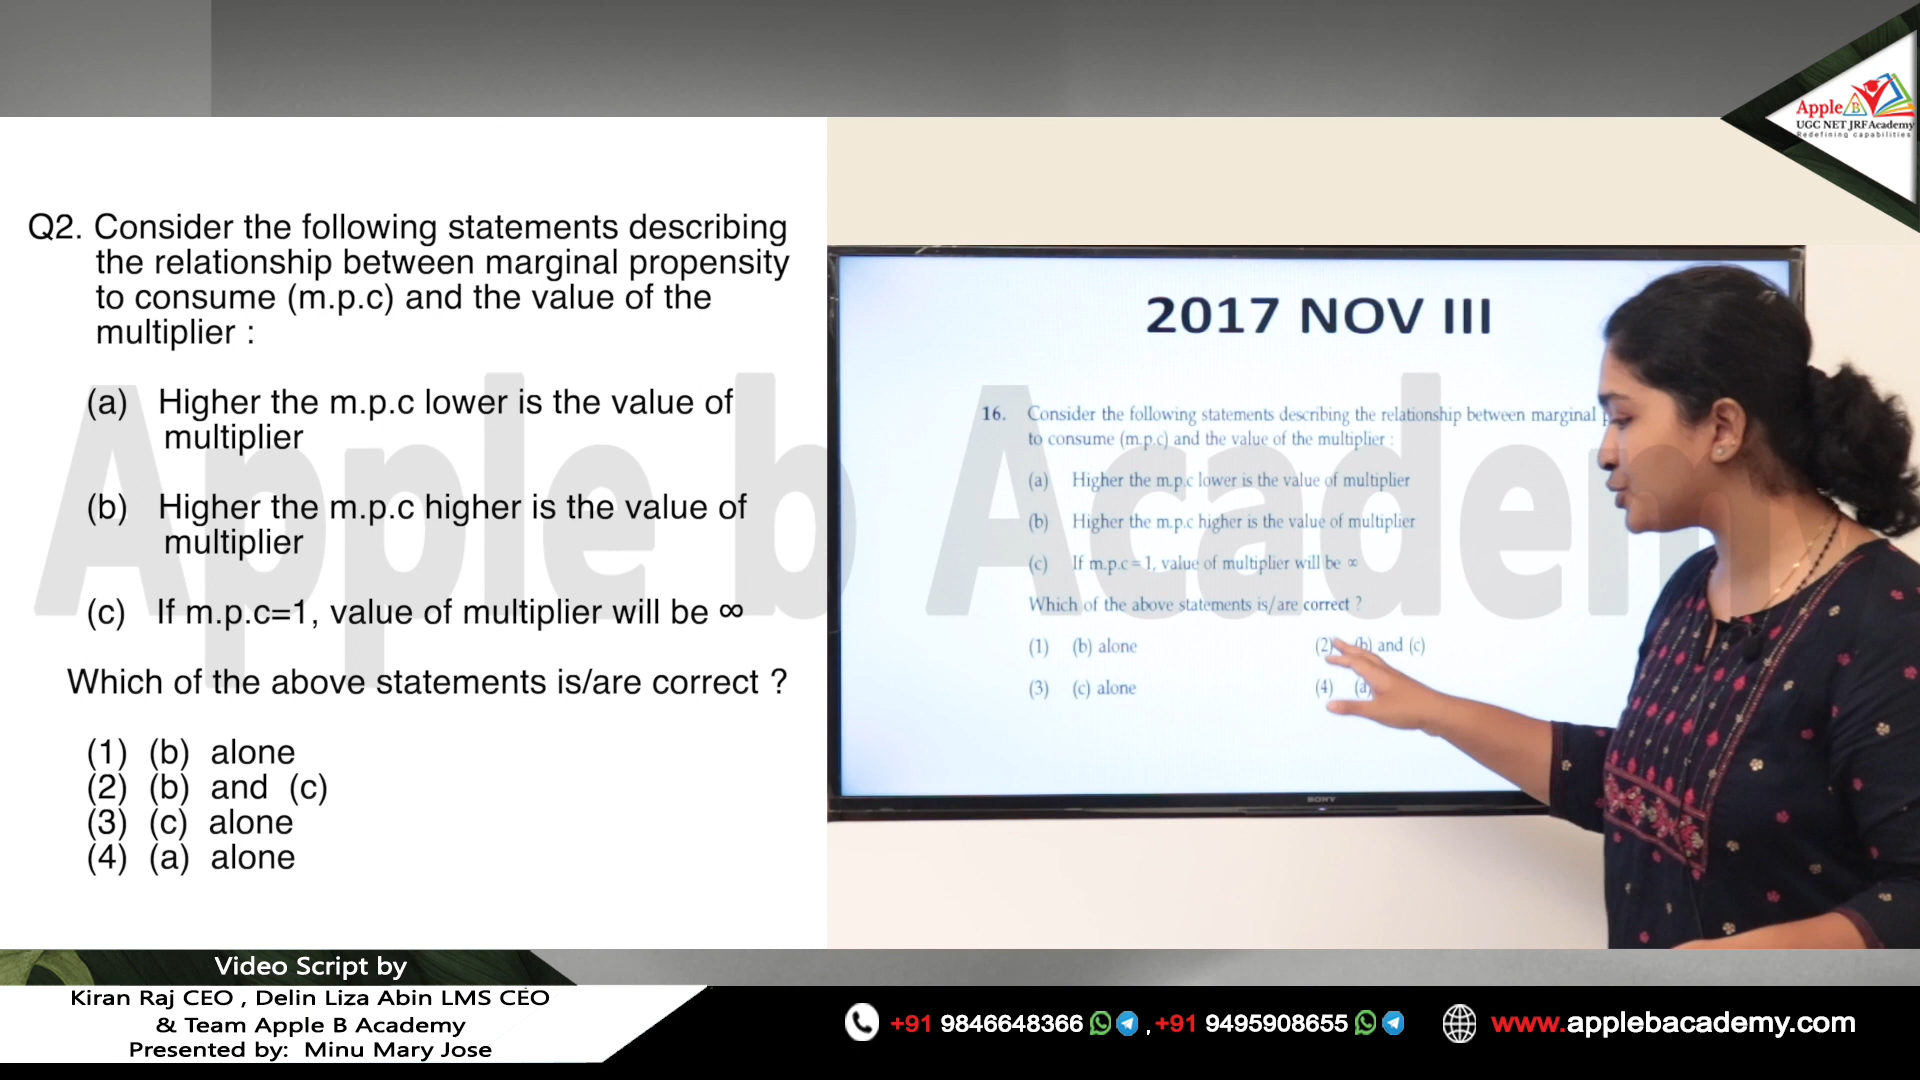 Apple B
UGC NET JRF Academy
Redefining capabilities
Q2. Consider the following statements describing
the relationship between marginal propensity
to consume (m.p.c) and the value of the
multiplier :
(a) Higher the m.p.c lower is the value of
multiplier
(b) Higher the m.p.c higher is the value of
multiplier
(c) If m.p.c=1, value of multiplier will be ∞
Which of the above statements is/are correct ?
(1) (b) alone
(2) (b) and (c)
(3) (c) alone
(4) (a) alone
2017 NOV III
16. Consider the following statements describing the relationship between marginal
to consume (m.p.c) and the value of the multiplier :
(a) Higher the m.p.c lower is the value of multiplier
(b) Higher the m.p.c higher is the value of multiplier
(c) If m.p.c = 1, value of multiplier will be ∞
Which of the above statements is/are correct ?
(1) (b) alone
(2) (b) and (c)
(3) (c) alone
(4) (a)
SONY
Apple b Academy
Video Script by
Kiran Raj CEO , Delin Liza Abin LMS CEO
& Team Apple B Academy
Presented by: Minu Mary Jose
+91 9846648366 , +91 9495908655
www.applebacademy.com